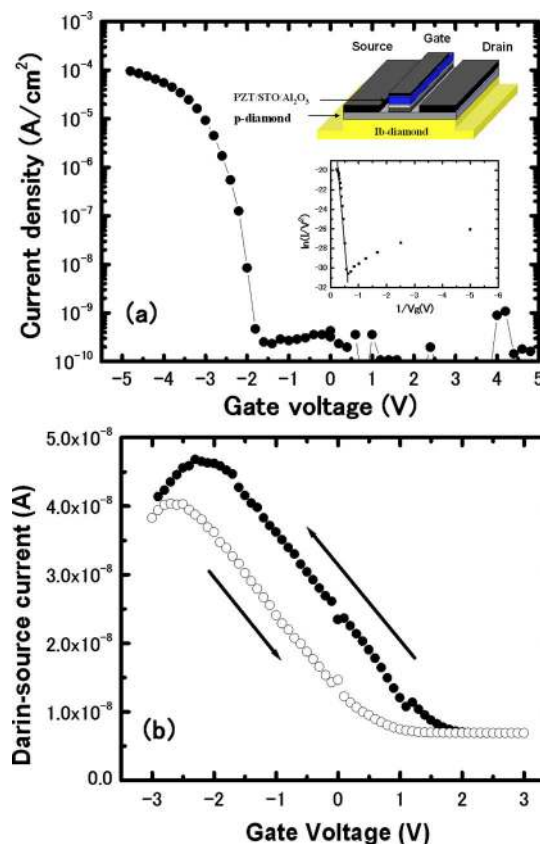 10⁻³
10⁻⁴
10⁻⁵
10⁻⁶
10⁻⁷
10⁻⁸
10⁻⁹
10⁻¹⁰
Current density (A/cm²)
(a)
Source Gate Drain
PZT/STO/Al₂O₃
p-diamond
Ib-diamond
-20
-22
-24
-26
-28
-30
-32
ln(J/V²)
0 -1 -2 -3 -4 -5 -6
1/Vg(V)
-5 -4 -3 -2 -1 0 1 2 3 4 5
Gate voltage (V)
5.0x10⁻⁸
4.0x10⁻⁸
3.0x10⁻⁸
2.0x10⁻⁸
1.0x10⁻⁸
0.0
Darin-source current (A)
(b)
-3 -2 -1 0 1 2 3
Gate Voltage (V)